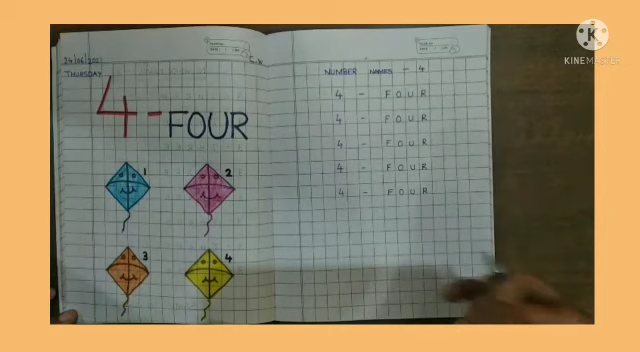 24/06/2021
THURSDAY
C.W
4 - FOUR
1
2
3
4
NUMBER NAMES - 4
4 - FOUR
4 - FOUR
4 - FOUR
4 - FOUR
4 - FOUR
K
KINEMASTER